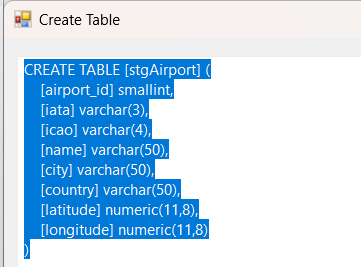 Create Table
CREATE TABLE [stgAirport] (
[airport_id] smallint,
[iata] varchar(3),
[icao] varchar(4),
[name] varchar(50),
[city] varchar(50),
[country] varchar(50),
[latitude] numeric(11,8),
[longitude] numeric(11,8)
)